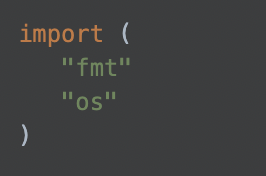 import (
    "fmt"
    "os"
)